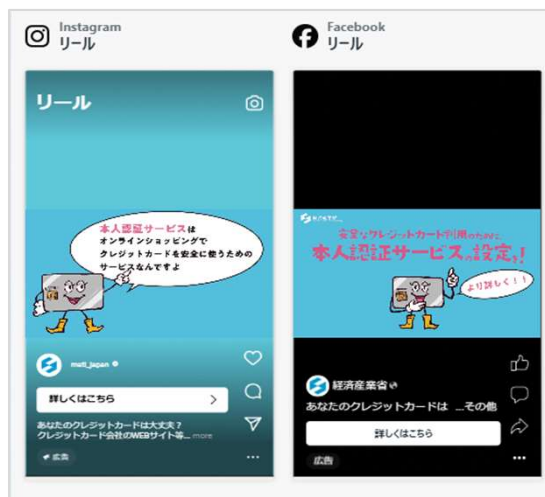 Instagram
リール
リール
本人認証サービスは
オンラインショッピングで
クレジットカードを安全に使うための
サービスなんですよ
meti_japan
詳しくはこちら
あなたのクレジットカードは大丈夫？
クレジットカード会社のWEBサイト等... more
広告
Facebook
リール
安全なクレジットカード利用のために、
本人認証サービスの設定を!
より詳しく！！
経済産業省
あなたのクレジットカードは ...その他
詳しくはこちら
広告